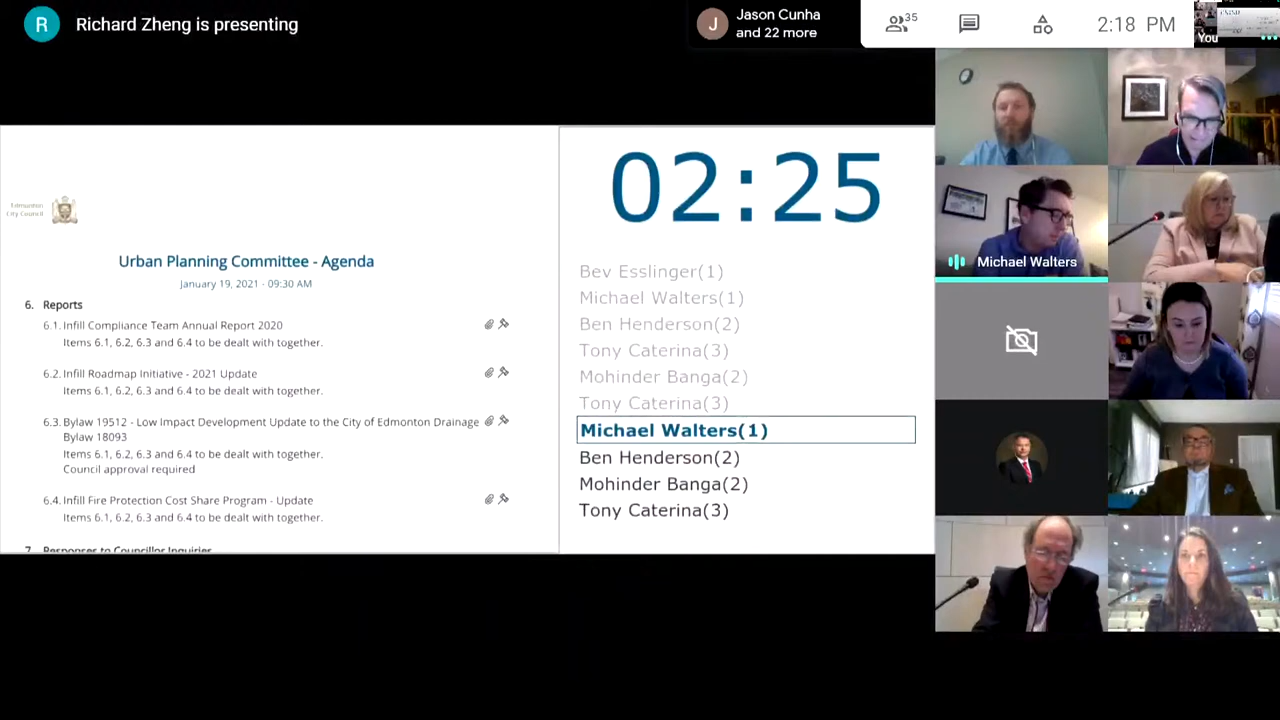 R
Richard Zheng is presenting
J
Jason Cunha
and 22 more
35
2:18 PM
You
Edmonton
City Council
Urban Planning Committee - Agenda
January 19, 2021 - 09:30 AM
6. Reports
6.1. Infill Compliance Team Annual Report 2020
Items 6.1, 6.2, 6.3 and 6.4 to be dealt with together.
6.2. Infill Roadmap Initiative - 2021 Update
Items 6.1, 6.2, 6.3 and 6.4 to be dealt with together.
6.3. Bylaw 19512 - Low Impact Development Update to the City of Edmonton Drainage
Bylaw 18093
Items 6.1, 6.2, 6.3 and 6.4 to be dealt with together.
Council approval required
6.4. Infill Fire Protection Cost Share Program - Update
Items 6.1, 6.2, 6.3 and 6.4 to be dealt with together.
7. Responses to Councillor Inquiries
02:25
Bev Esslinger(1)
Michael Walters(1)
Ben Henderson(2)
Tony Caterina(3)
Mohinder Banga(2)
Tony Caterina(3)
Michael Walters(1)
Ben Henderson(2)
Mohinder Banga(2)
Tony Caterina(3)
Michael Walters